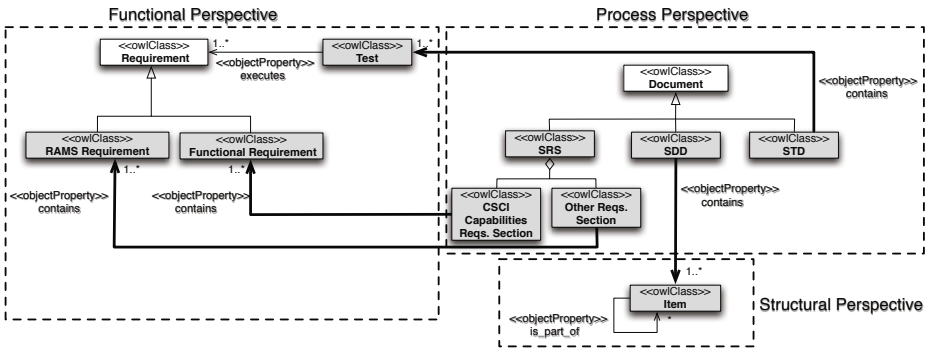 Functional Perspective
Process Perspective
<<owlClass>>
Requirement
1..*
<<objectProperty>>
executes
<<owlClass>>
Test
1..*
<<owlClass>>
Document
<<objectProperty>>
contains
<<owlClass>>
RAMS Requirement
<<owlClass>>
Functional Requirement
<<owlClass>>
SRS
<<owlClass>>
SDD
<<owlClass>>
STD
1..*
1..*
<<objectProperty>>
contains
<<objectProperty>>
contains
<<owlClass>>
CSCI
Capabilities
Reqs. Section
<<owlClass>>
Other Reqs.
Section
<<objectProperty>>
contains
1..*
<<owlClass>>
Item
*
<<objectProperty>>
is_part_of
Structural Perspective